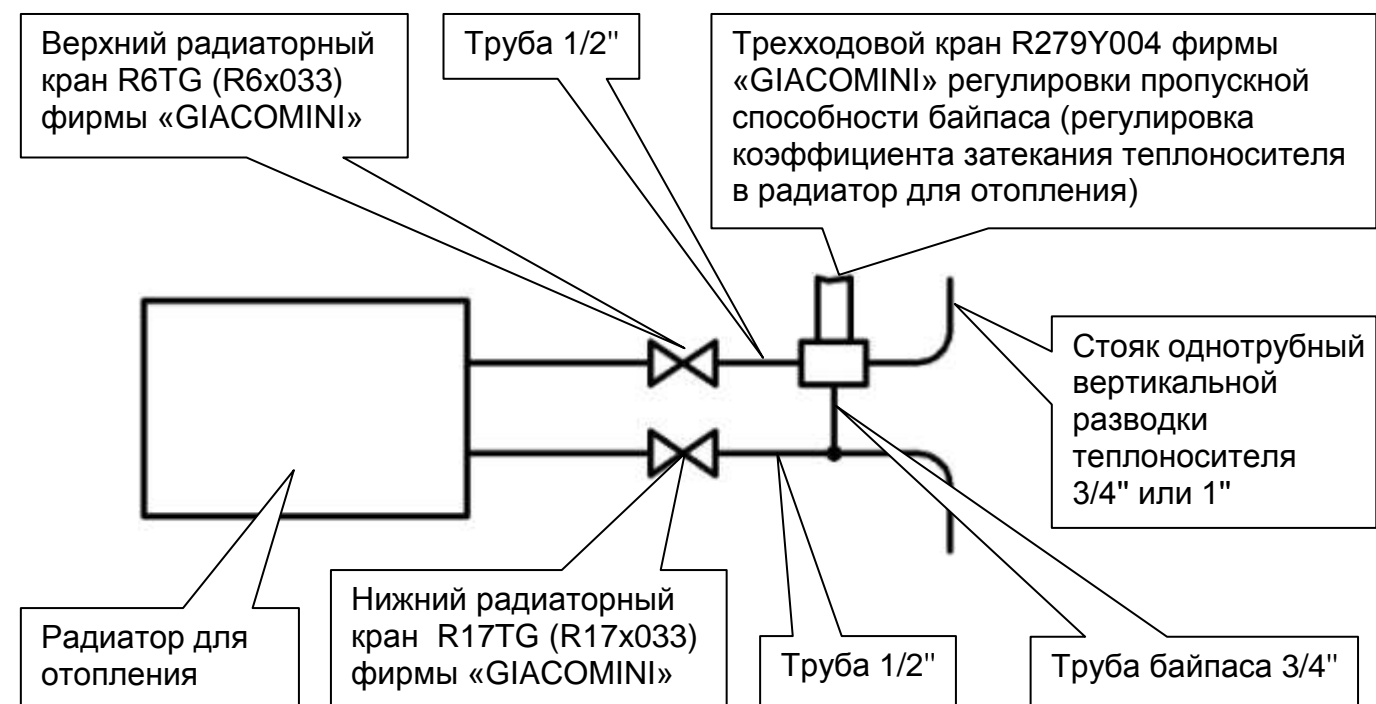 Верхний радиаторный
кран R6TG (R6x033)
фирмы «GIACOMINI»
Труба 1/2"
Трехходовой кран R279Y004 фирмы
«GIACOMINI» регулировки пропускной
способности байпаса (регулировка
коэффициента затекания теплоносителя
в радиатор для отопления)
Стояк однотрубный
вертикальной
разводки
теплоносителя
3/4" или 1"
Радиатор для
отопления
Нижний радиаторный
кран R17TG (R17x033)
фирмы «GIACOMINI»
Труба 1/2"
Труба байпаса 3/4"